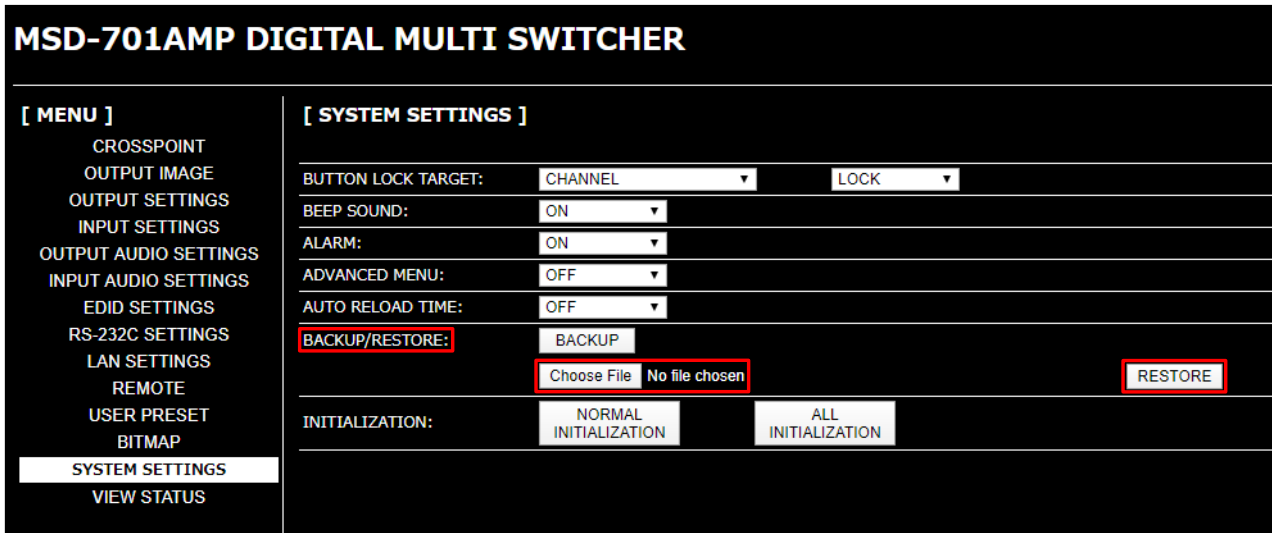 MSD-701AMP DIGITAL MULTI SWITCHER
[ MENU ]
CROSSPOINT
OUTPUT IMAGE
OUTPUT SETTINGS
INPUT SETTINGS
OUTPUT AUDIO SETTINGS
INPUT AUDIO SETTINGS
EDID SETTINGS
RS-232C SETTINGS
LAN SETTINGS
REMOTE
USER PRESET
BITMAP
SYSTEM SETTINGS
VIEW STATUS
[ SYSTEM SETTINGS ]
BUTTON LOCK TARGET: CHANNEL LOCK
BEEP SOUND: ON
ALARM: ON
ADVANCED MENU: OFF
AUTO RELOAD TIME: OFF
BACKUP/RESTORE: BACKUP
Choose File No file chosen RESTORE
INITIALIZATION:
NORMAL
INITIALIZATION
ALL
INITIALIZATION